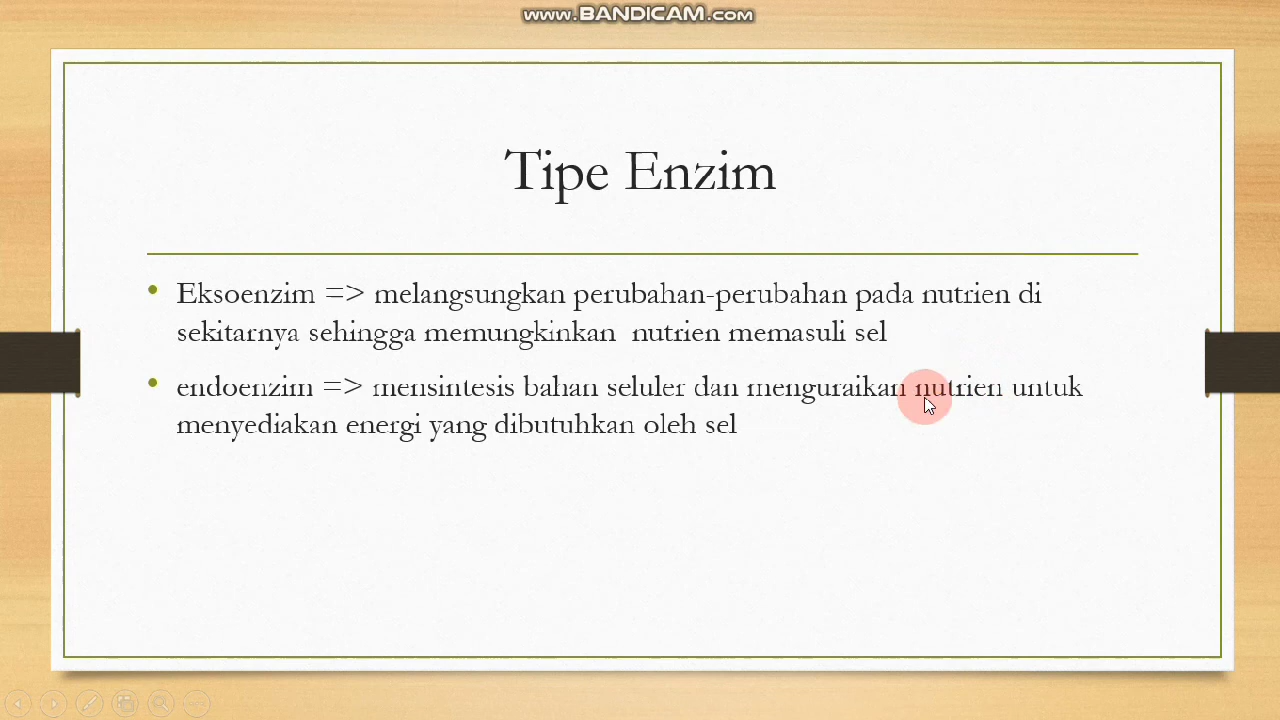 www.BANDICAM.com
Tipe Enzim
• Eksoenzim => melangsungkan perubahan-perubahan pada nutrien di
sekitarnya sehingga memungkinkan nutrien memasuli sel
• endoenzim => mensintesis bahan seluler dan menguraikan nutrien untuk
menyediakan energi yang dibutuhkan oleh sel